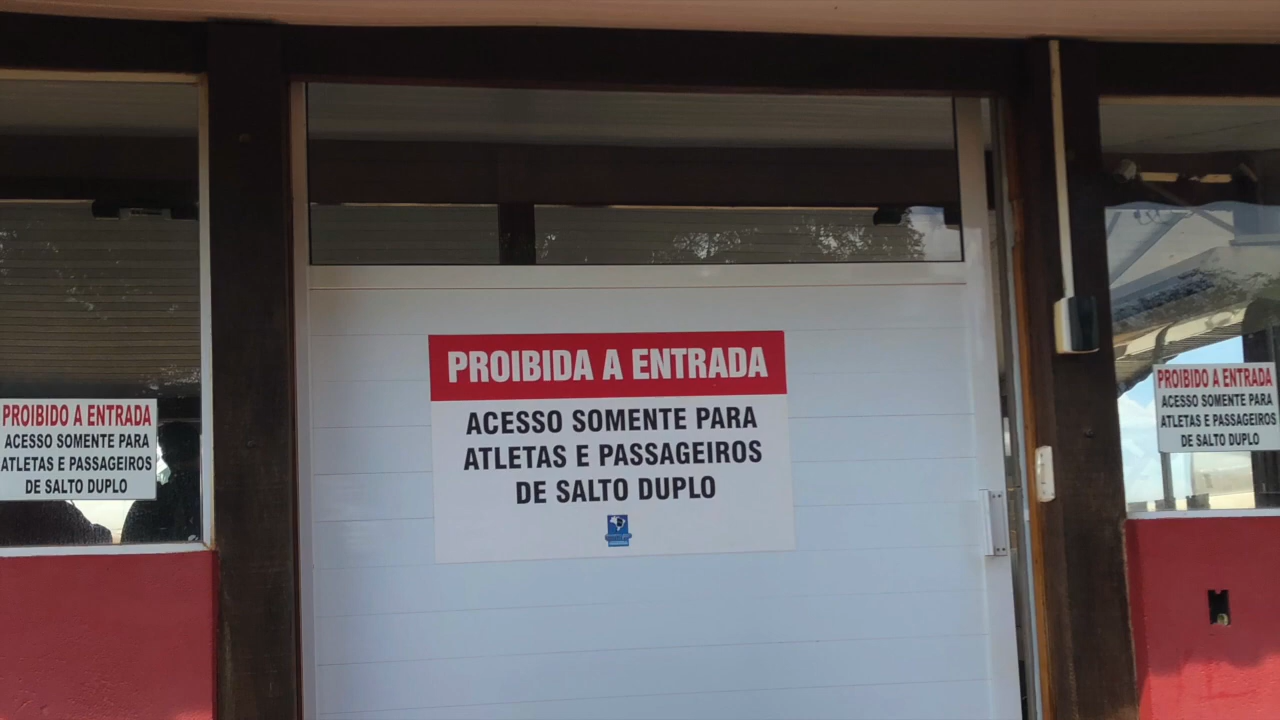 PROIBIDA A ENTRADA
ACESSO SOMENTE PARA
ATLETAS E PASSAGEIROS
DE SALTO DUPLO
PROIBIDO A ENTRADA
ACESSO SOMENTE PARA
ATLETAS E PASSAGEIROS
DE SALTO DUPLO
PROIBIDO A ENTRADA
ACESSO SOMENTE PARA
ATLETAS E PASSAGEIROS
DE SALTO DUPLO